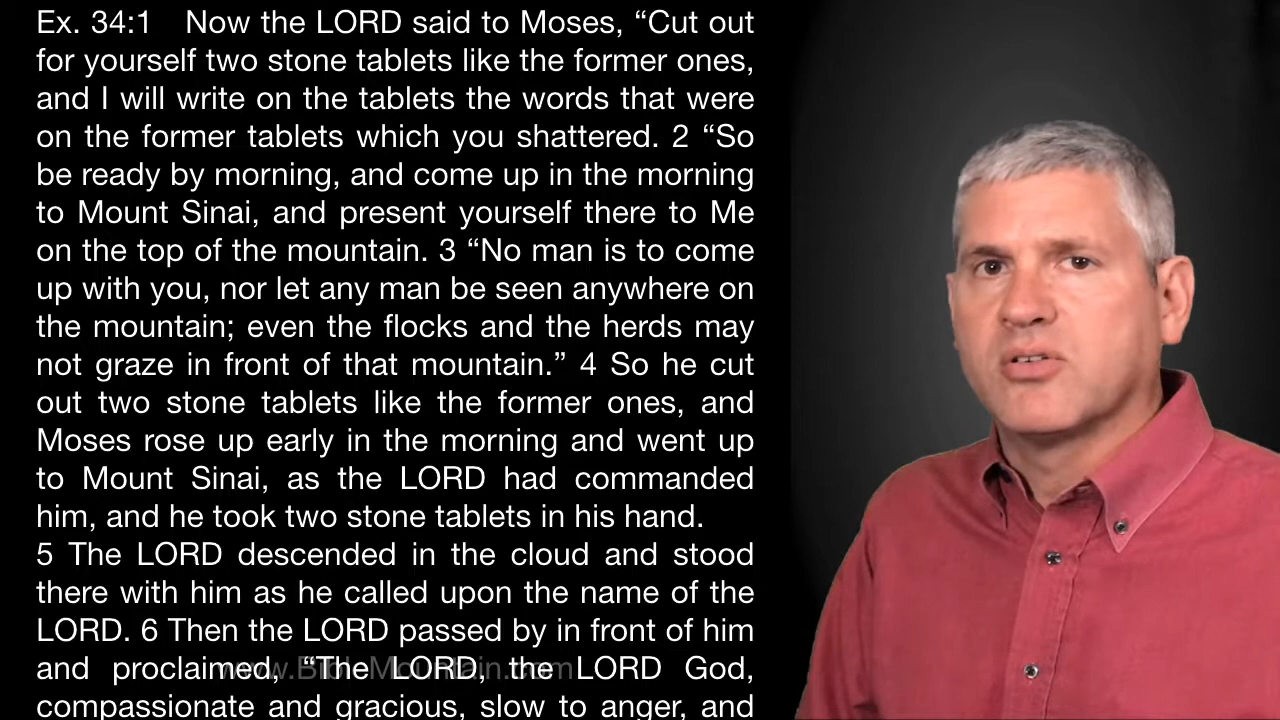 Ex. 34:1 Now the LORD said to Moses, “Cut out
for yourself two stone tablets like the former ones,
and I will write on the tablets the words that were
on the former tablets which you shattered. 2 “So
be ready by morning, and come up in the morning
to Mount Sinai, and present yourself there to Me
on the top of the mountain. 3 “No man is to come
up with you, nor let any man be seen anywhere on
the mountain; even the flocks and the herds may
not graze in front of that mountain.” 4 So he cut
out two stone tablets like the former ones, and
Moses rose up early in the morning and went up
to Mount Sinai, as the LORD had commanded
him, and he took two stone tablets in his hand.
5 The LORD descended in the cloud and stood
there with him as he called upon the name of the
LORD. 6 Then the LORD passed by in front of him
and proclaimed, “The LORD, the LORD God,
www.BibleMountain.com
compassionate and gracious, slow to anger, and